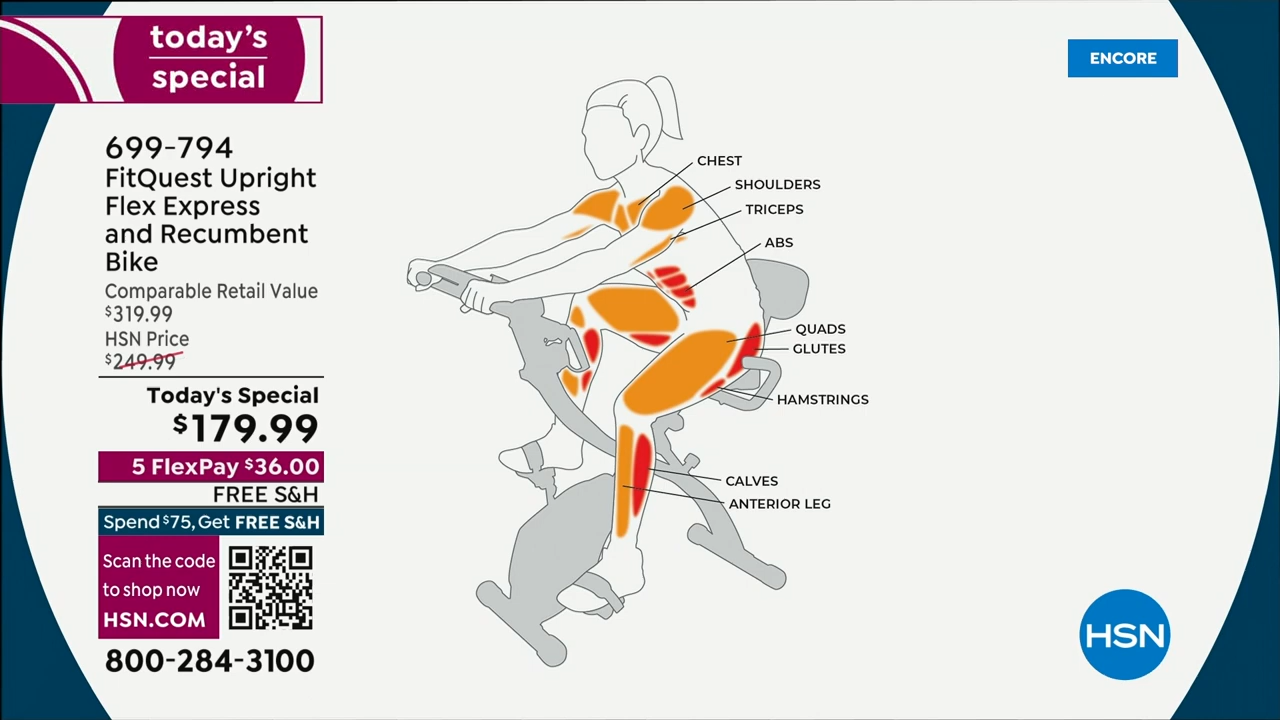 today's
special
ENCORE
699-794
FitQuest Upright
Flex Express
and Recumbent
Bike
Comparable Retail Value
$319.99
HSN Price
$249.99
Today's Special
$179.99
5 FlexPay $36.00
FREE S&H
Spend $75, Get FREE S&H
Scan the code
to shop now
HSN.COM
800-284-3100
CHEST
SHOULDERS
TRICEPS
ABS
QUADS
GLUTES
HAMSTRINGS
CALVES
ANTERIOR LEG
HSN